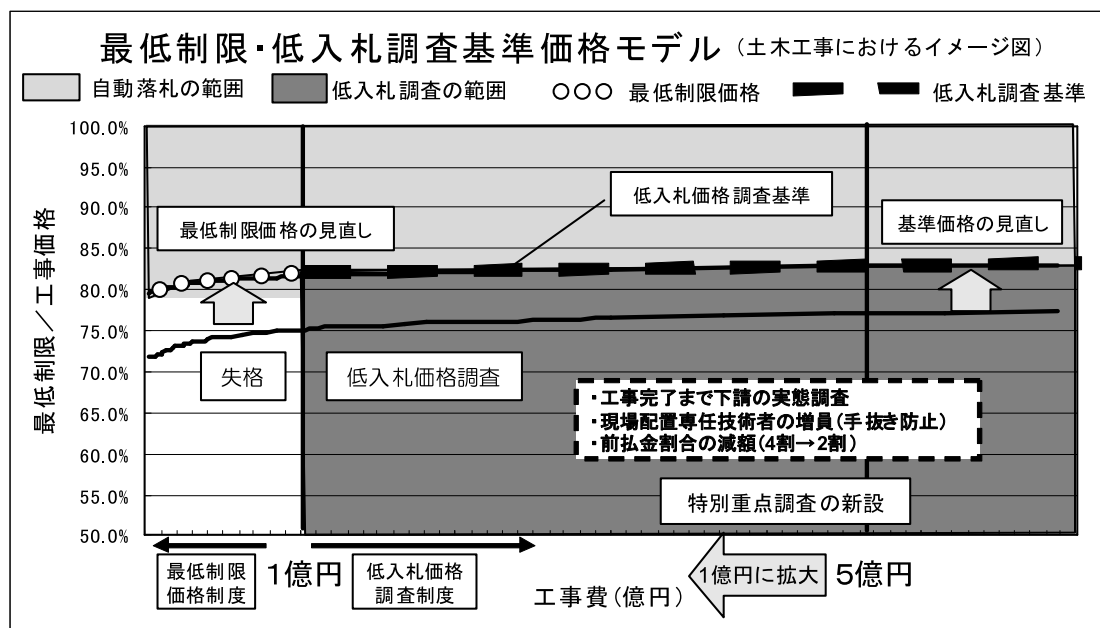 最低制限・低入札調査基準価格モデル（土木工事におけるイメージ図）
自動落札の範囲 低入札調査の範囲 最低制限価格 低入札調査基準
最低制限／工事価格
100.0%
95.0%
90.0%
85.0%
80.0%
75.0%
70.0%
65.0%
60.0%
55.0%
50.0%
低入札価格調査基準
最低制限価格の見直し
基準価格の見直し
失格
低入札価格調査
・工事完了まで下請の実態調査
・現場配置専任技術者の増員(手抜き防止)
・前払金割合の減額(4割→2割)
特別重点調査の新設
最低制限
価格制度
1億円
低入札価格
調査制度
工事費(億円)
1億円に拡大
5億円